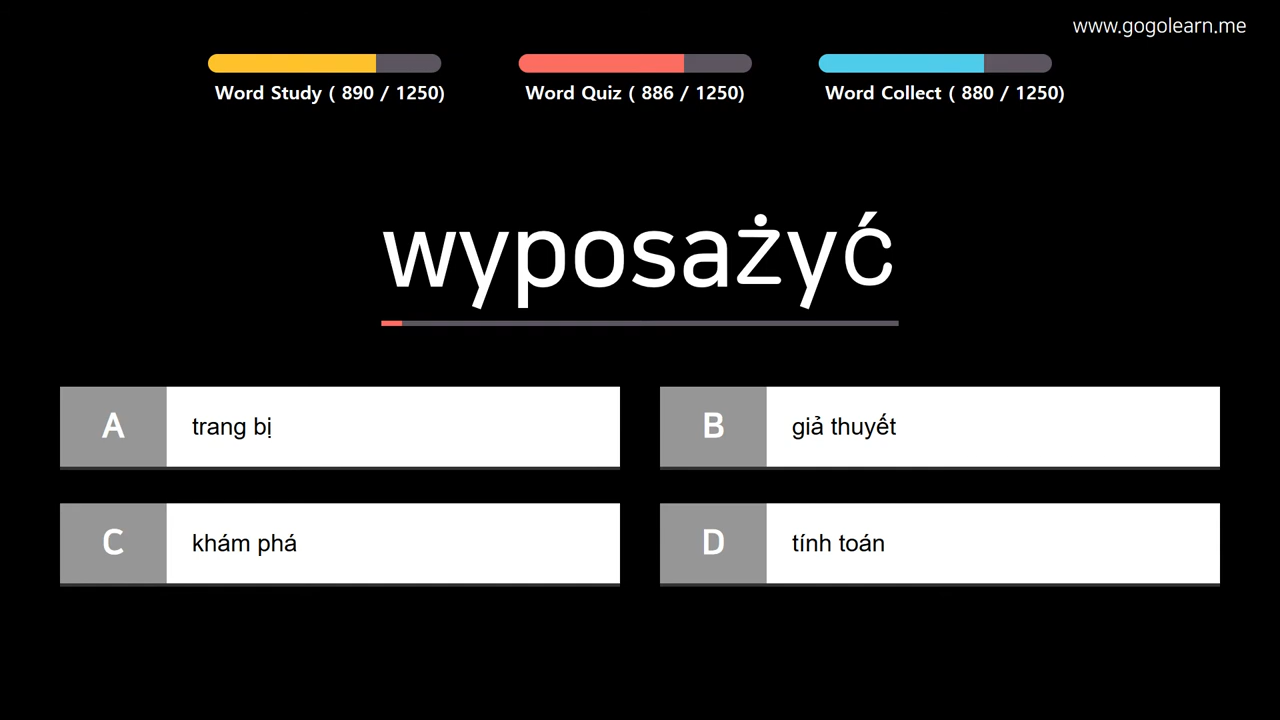 www.gogolearn.me
Word Study ( 890 / 1250)
Word Quiz ( 886 / 1250)
Word Collect ( 880 / 1250)
wyposażyć
A trang bị
B giả thuyết
C khám phá
D tính toán